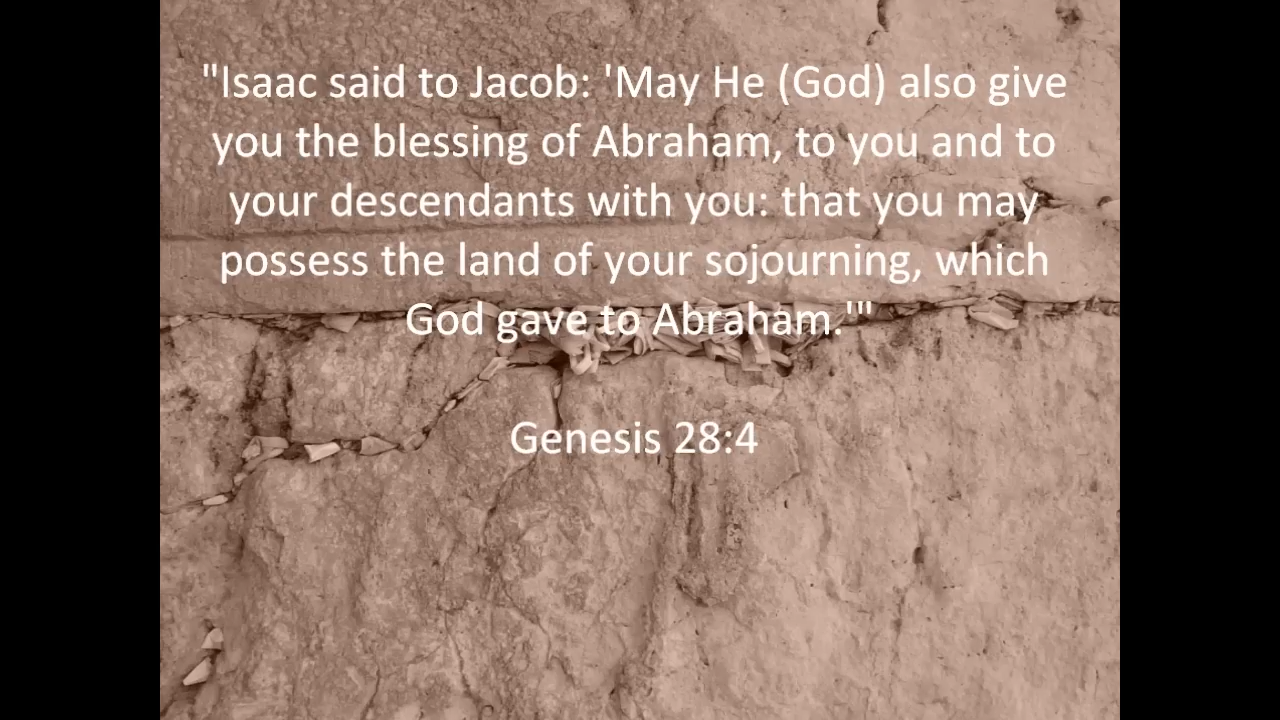 "Isaac said to Jacob: 'May He (God) also give
you the blessing of Abraham, to you and to
your descendants with you: that you may
possess the land of your sojourning, which
God gave to Abraham.'"
Genesis 28:4